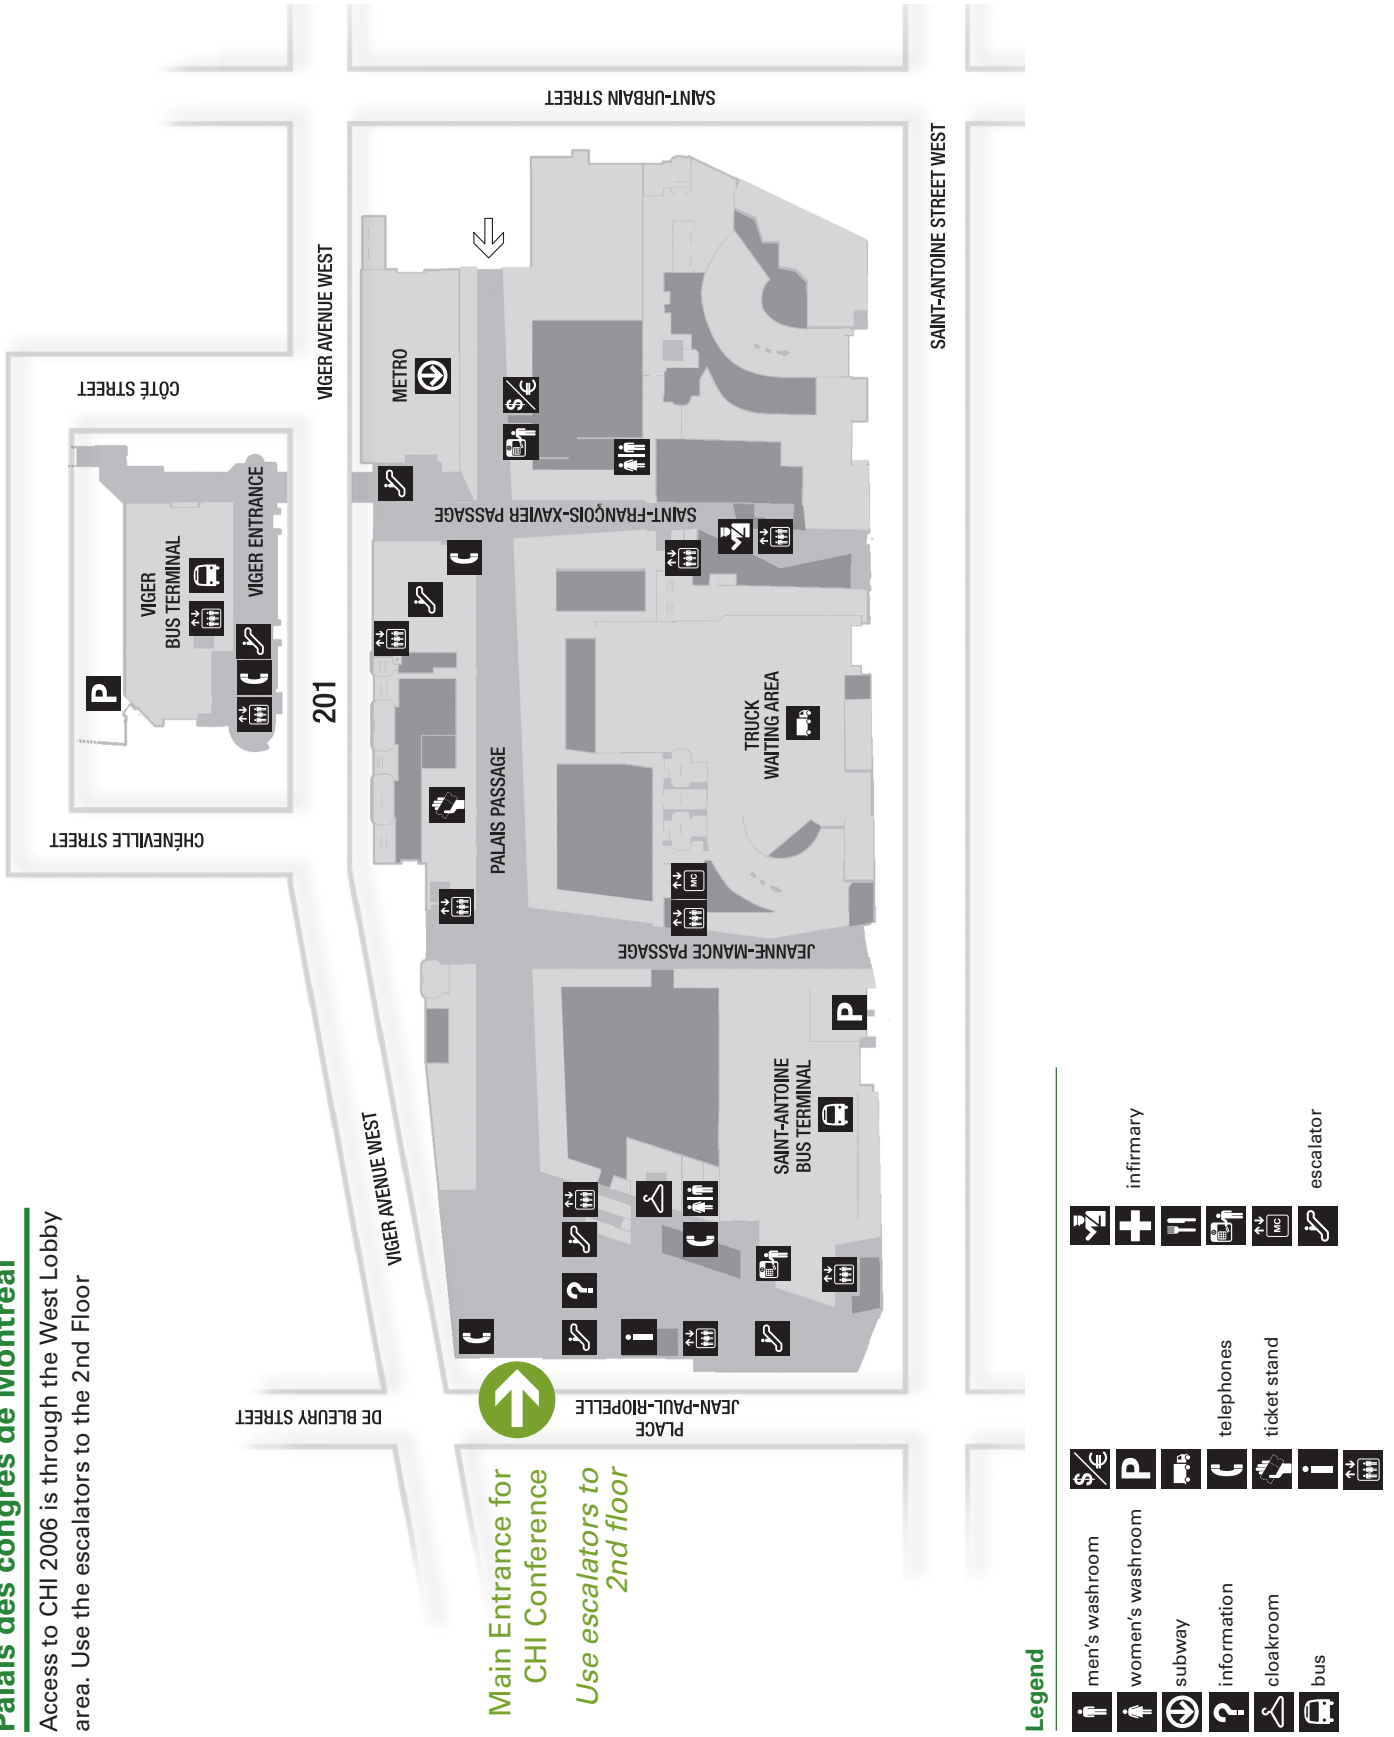 Palais des congrès de Montréal
Access to CHI 2006 is through the West Lobby
area. Use the escalators to the 2nd Floor
Main Entrance for
CHI Conference
Use escalators to
2nd floor
DE BLEURY STREET
PLACE
JEAN-PAUL-RIOPELLE
VIGER AVENUE WEST
CHÉNEVILLE STREET
201
P
VIGER
BUS TERMINAL
VIGER ENTRANCE
CÔTÉ STREET
VIGER AVENUE WEST
METRO
$/€
PALAIS PASSAGE
SAINT-FRANÇOIS-XAVIER PASSAGE
JEANNE-MANCE PASSAGE
MC
TRUCK
WAITING AREA
SAINT-ANTOINE
BUS TERMINAL
P
?
i
SAINT-URBAIN STREET
SAINT-ANTOINE STREET WEST
Legend
men's washroom
women's washroom
subway
? information
cloakroom
bus
$/€
P
telephones
ticket stand
i
infirmary
MC
escalator